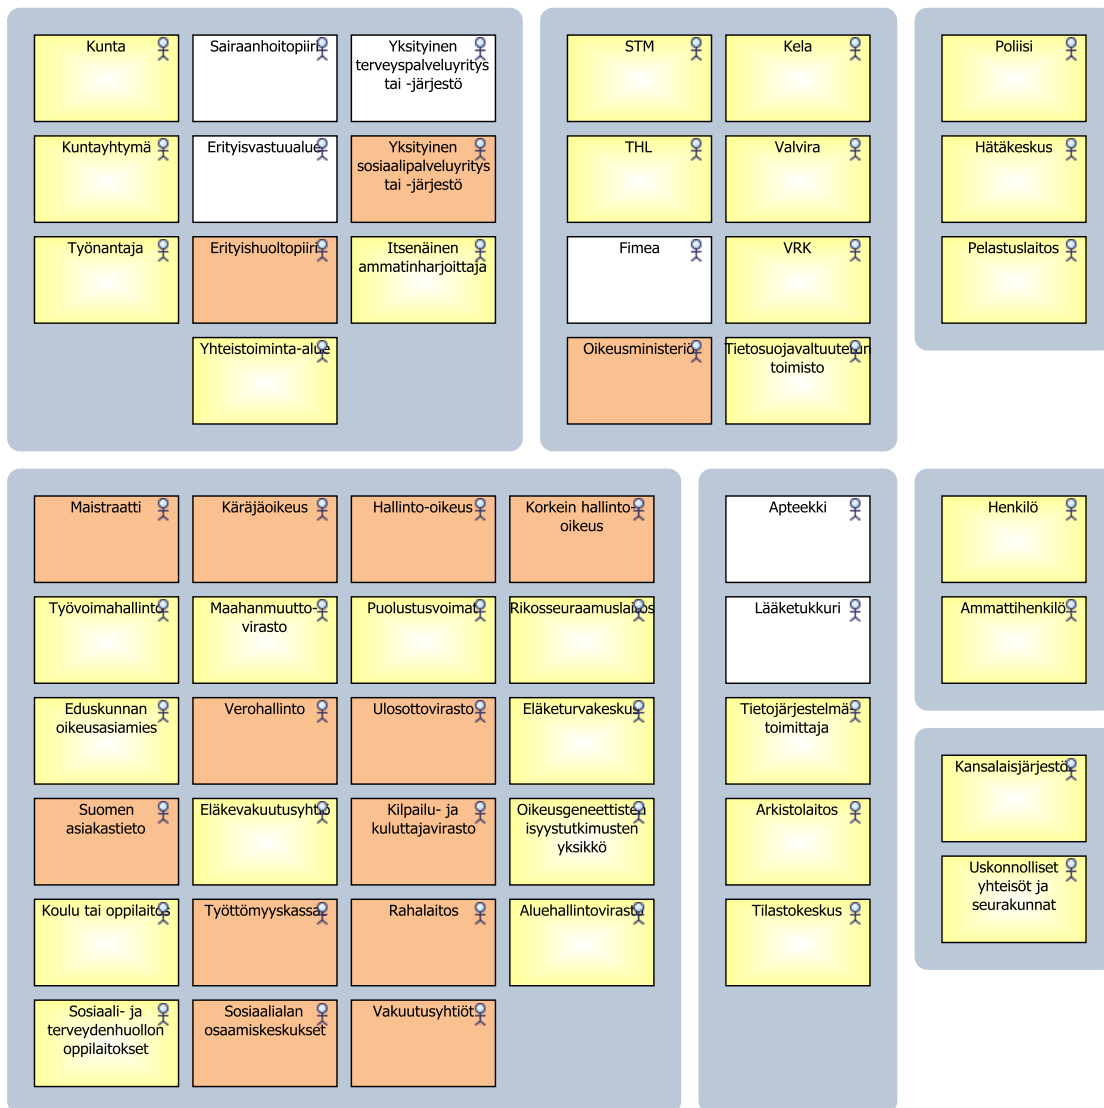 Kunta
Sairaanhoitopiiri
Yksityinen
terveyspalveluyritys
tai -järjestö
Kuntayhtymä
Erityisvastuualue
Yksityinen
sosiaalipalveluyritys
tai -järjestö
Työnantaja
Erityishuoltopiiri
Itsenäinen
ammatinharjoittaja
Yhteistoiminta-alue
STM
Kela
THL
Valvira
Fimea
VRK
Oikeusministeriö
Tietosuojavaltuutetun
toimisto
Poliisi
Hätäkeskus
Pelastuslaitos
Maistraatti
Käräjäoikeus
Hallinto-oikeus
Korkein hallinto-
oikeus
Työvoimahallinto
Maahanmuutto-
virasto
Puolustusvoimat
Rikosseuraamuslaitos
Eduskunnan
oikeusasiamies
Verohallinto
Ulosottovirasto
Eläketurvakeskus
Suomen
asiakastieto
Eläkevakuutusyhtiö
Kilpailu- ja
kuluttajavirasto
Oikeusgeneettisten
isyystutkimusten
yksikkö
Koulu tai oppilaitos
Työttömyyskassa
Rahalaitos
Aluehallintovirasto
Sosiaali- ja
terveydenhuollon
oppilaitokset
Sosiaalialan
osaamiskeskukset
Vakuutusyhtiöt
Apteekki
Lääketukkuri
Tietojärjestelmä-
toimittaja
Arkistolaitos
Tilastokeskus
Henkilö
Ammattihenkilö
Kansalaisjärjestö
Uskonnolliset
yhteisöt ja
seurakunnat